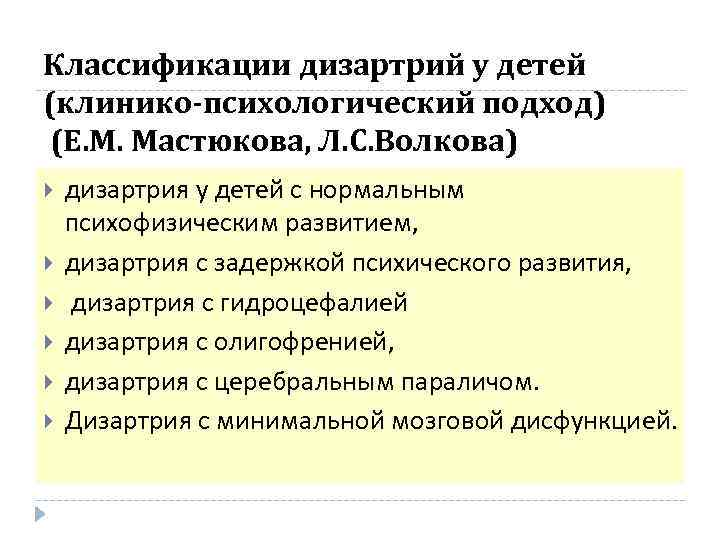 Классификации дизартрий у детей
(клинико-психологический подход)
(Е.М. Мастюкова, Л.С.Волкова)
дизартрия у детей с нормальным
психофизическим развитием,
дизартрия с задержкой психического развития,
дизартрия с гидроцефалией
дизартрия с олигофренией,
дизартрия с церебральным параличом.
Дизартрия с минимальной мозговой дисфункцией.